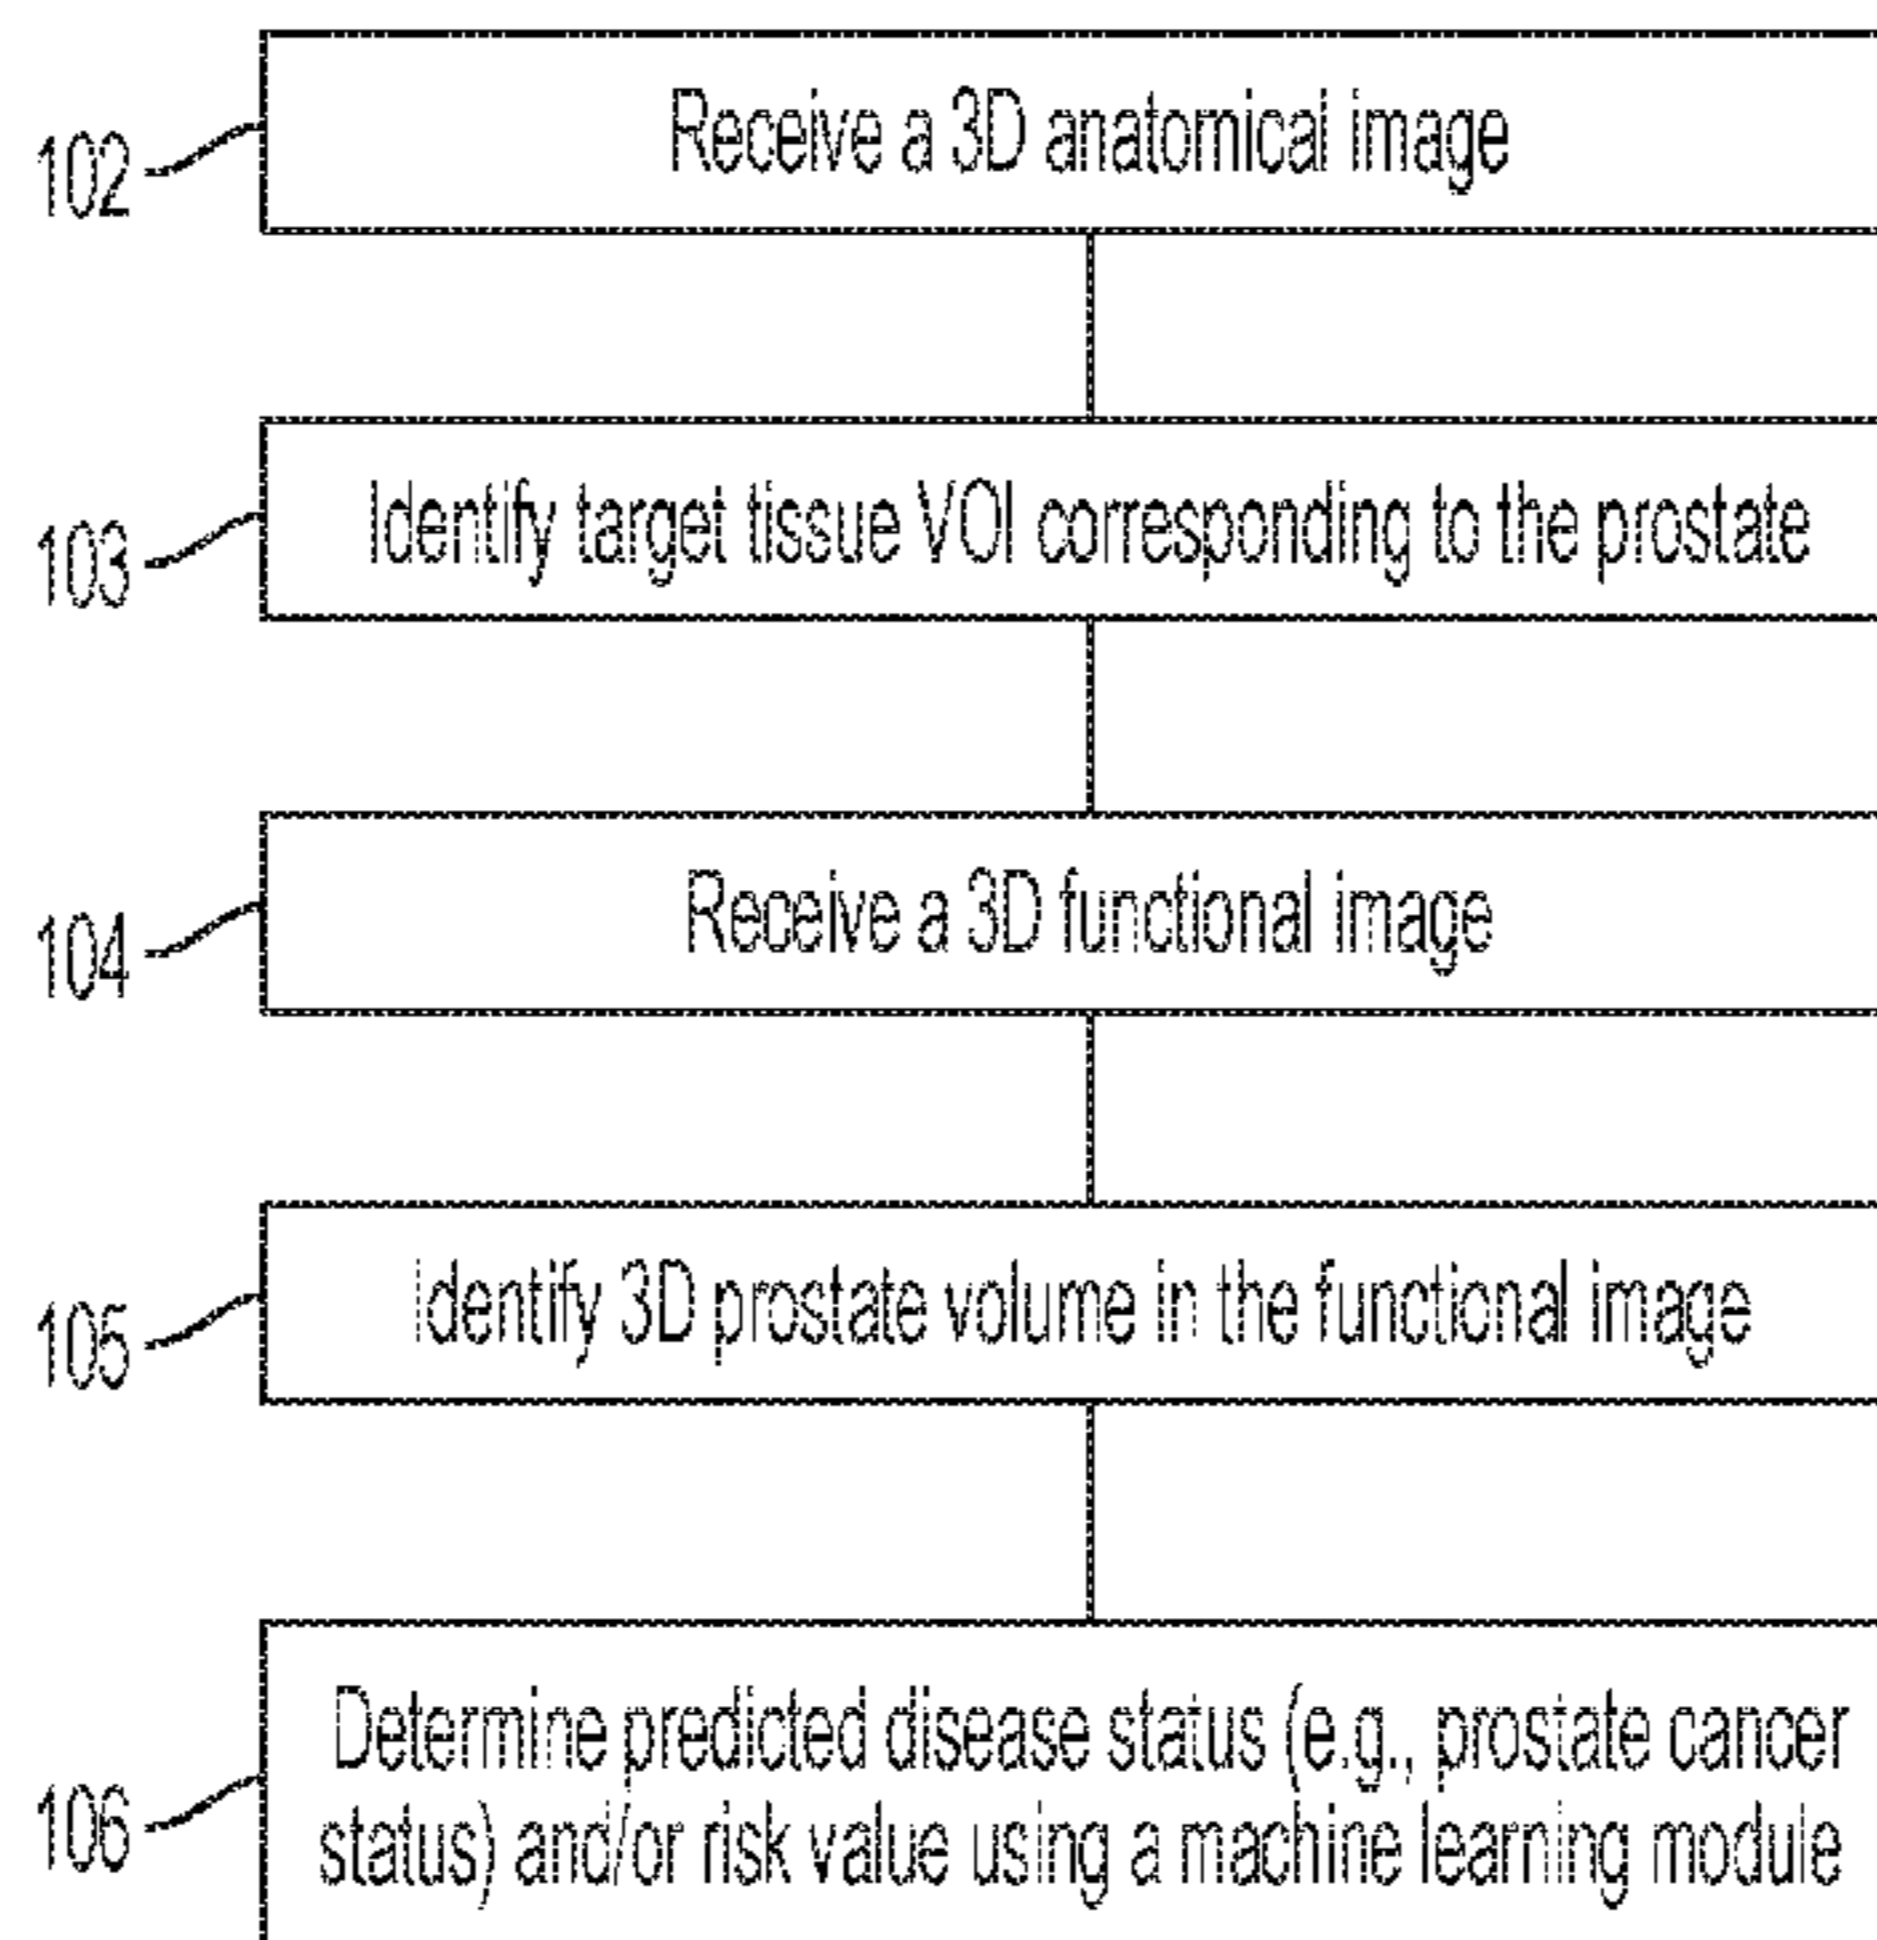 102
Receive a 3D anatomical image
103
Identify target tissue VOI corresponding to the prostate
104
Receive a 3D functional image
105
Identify 3D prostate volume in the functional image
106
Determine predicted disease status (e.g., prostate cancer
status) and/or risk value using a machine learning module